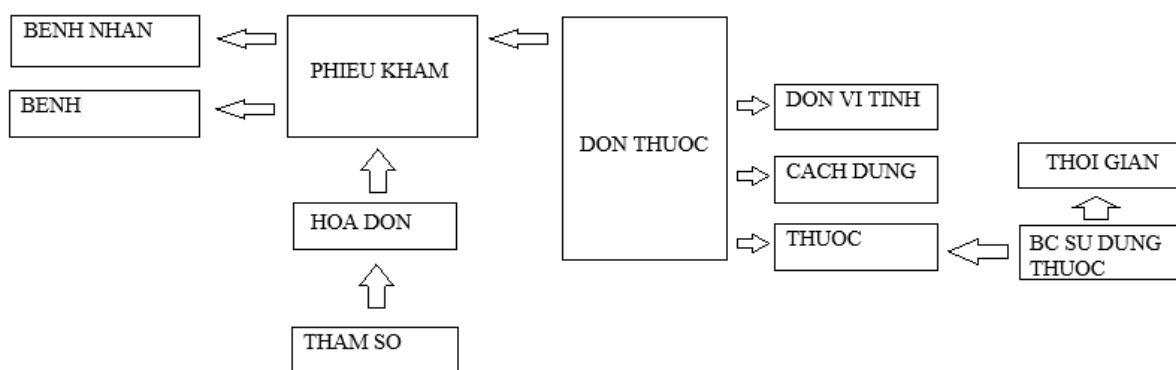 BENH NHAN
BENH
PHIEU KHAM
HOA DON
THAM SO
DON THUOC
DON VI TINH
CACH DUNG
THUOC
THOI GIAN
BC SU DUNG
THUOC